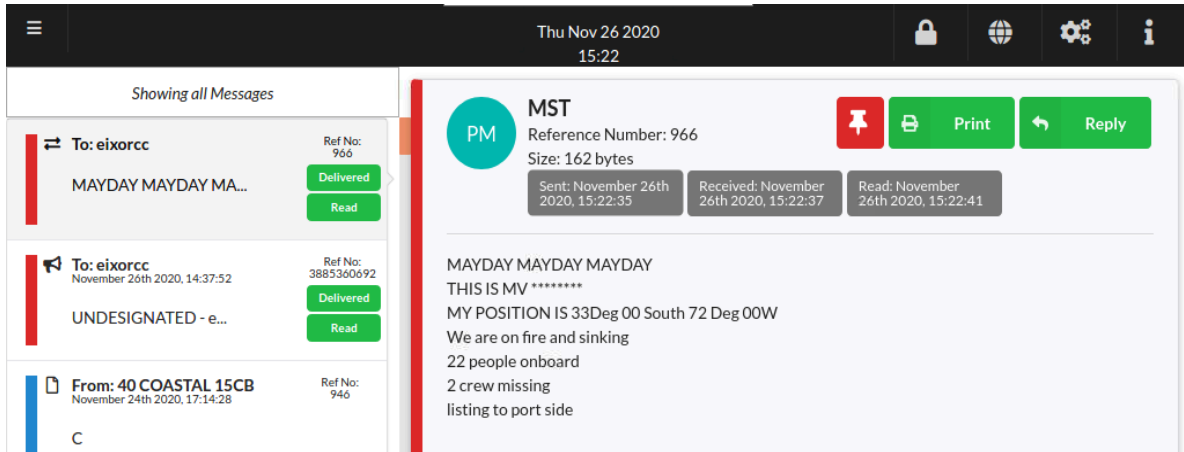 Thu Nov 26 2020
15:22
Showing all Messages
To: eixorcc
Ref No:
966
MAYDAY MAYDAY MA...
Delivered
Read
To: eixorcc
November 26th 2020, 14:37:52
Ref No:
3885360692
UNDESIGNATED - e...
Delivered
Read
From: 40 COASTAL 15CB
November 24th 2020, 17:14:28
Ref No:
946
C
PM
MST
Reference Number: 966
Size: 162 bytes
Print
Reply
Sent: November 26th
2020, 15:22:35
Received: November
26th 2020, 15:22:37
Read: November
26th 2020, 15:22:41
MAYDAY MAYDAY MAYDAY
THIS IS MV ********
MY POSITION IS 33Deg 00 South 72 Deg 00W
We are on fire and sinking
22 people onboard
2 crew missing
listing to port side